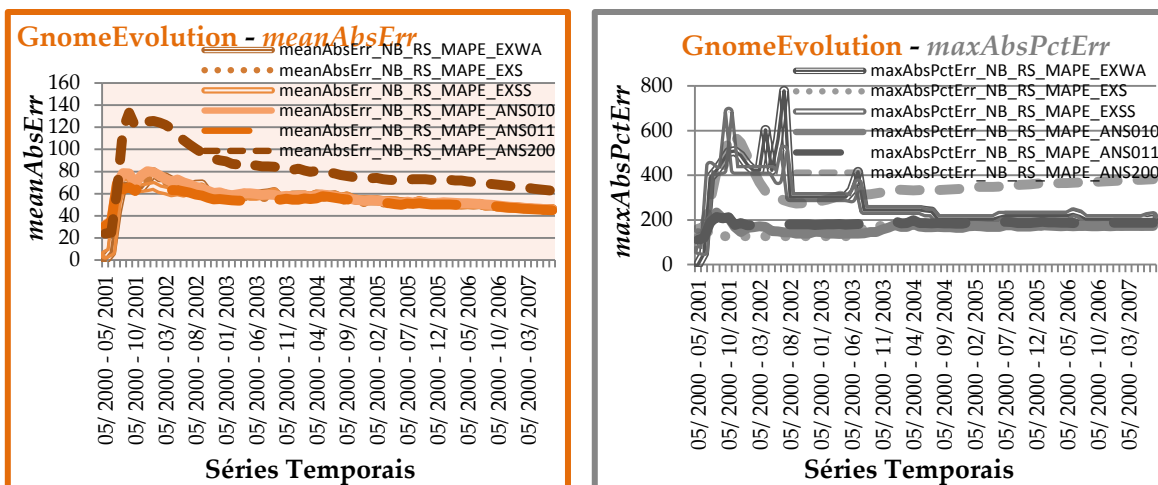 GnomeEvolution - meanAbsErr
meanAbsErr_NB_RS_MAPE_EXWA
meanAbsErr_NB_RS_MAPE_EXS
meanAbsErr_NB_RS_MAPE_EXSS
meanAbsErr_NB_RS_MAPE_ANS010
meanAbsErr_NB_RS_MAPE_ANS011
meanAbsErr_NB_RS_MAPE_ANS200
meanAbsErr
160
140
120
100
80
60
40
20
0
05/ 2000 - 05/ 2001
05/ 2000 - 10/ 2001
05/ 2000 - 03/ 2002
05/ 2000 - 08/ 2002
05/ 2000 - 01/ 2003
05/ 2000 - 06/ 2003
05/ 2000 - 11/ 2003
05/ 2000 - 04/ 2004
05/ 2000 - 09/ 2004
05/ 2000 - 02/ 2005
05/ 2000 - 07/ 2005
05/ 2000 - 12/ 2005
05/ 2000 - 05/ 2006
05/ 2000 - 10/ 2006
05/ 2000 - 03/ 2007
Séries Temporais
GnomeEvolution - maxAbsPctErr
maxAbsPctErr_NB_RS_MAPE_EXWA
maxAbsPctErr_NB_RS_MAPE_EXS
maxAbsPctErr_NB_RS_MAPE_EXSS
maxAbsPctErr_NB_RS_MAPE_ANS010
maxAbsPctErr_NB_RS_MAPE_ANS011
maxAbsPctErr_NB_RS_MAPE_ANS200
maxAbsPctErr
800
600
400
200
0
05/ 2000 - 05/ 2001
05/ 2000 - 10/ 2001
05/ 2000 - 03/ 2002
05/ 2000 - 08/ 2002
05/ 2000 - 01/ 2003
05/ 2000 - 06/ 2003
05/ 2000 - 11/ 2003
05/ 2000 - 04/ 2004
05/ 2000 - 09/ 2004
05/ 2000 - 02/ 2005
05/ 2000 - 07/ 2005
05/ 2000 - 12/ 2005
05/ 2000 - 05/ 2006
05/ 2000 - 10/ 2006
05/ 2000 - 03/ 2007
Séries Temporais